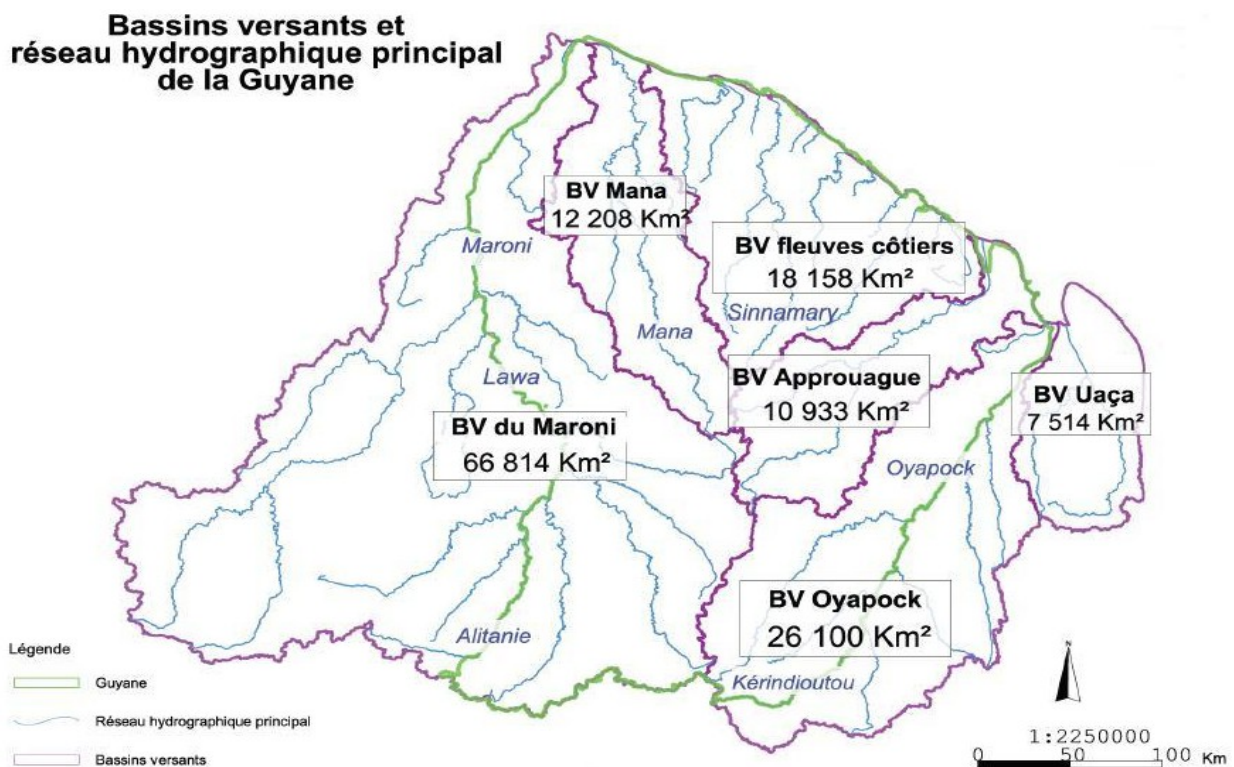 Bassins versants et
réseau hydrographique principal
de la Guyane
BV Mana
12 208 Km²
Maroni
BV fleuves côtiers
18 158 Km²
Sinnamary
Mana
BV Approuague
10 933 Km²
Lawa
BV Uaça
7 514 Km²
BV du Maroni
66 814 Km²
Oyapock
BV Oyapock
26 100 Km²
Alitanie
Kérindioutou
Légende
Guyane
Réseau hydrographique principal
Bassins versants
N
1:2250000
0 50 100 Km